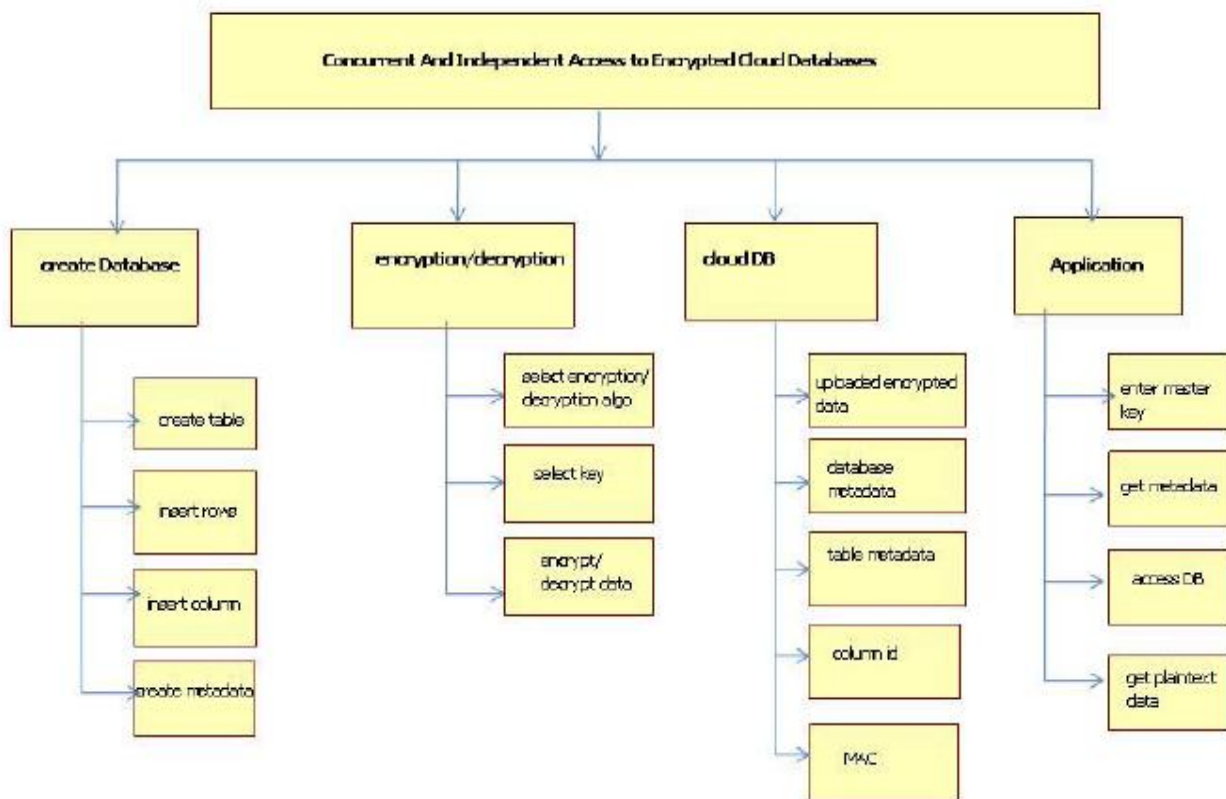 Concurrent And Independent Access to Encrypted Cloud Databases
create Database
encryption/decryption
cloud DB
Application
create table
insert rows
insert column
create metadata
select encryption/
decryption algo
select key
encrypt/
decrypt data
uploaded encrypted
data
database
metadata
table metadata
column id
MAC
enter master
key
get metadata
access DB
get plaintext
data